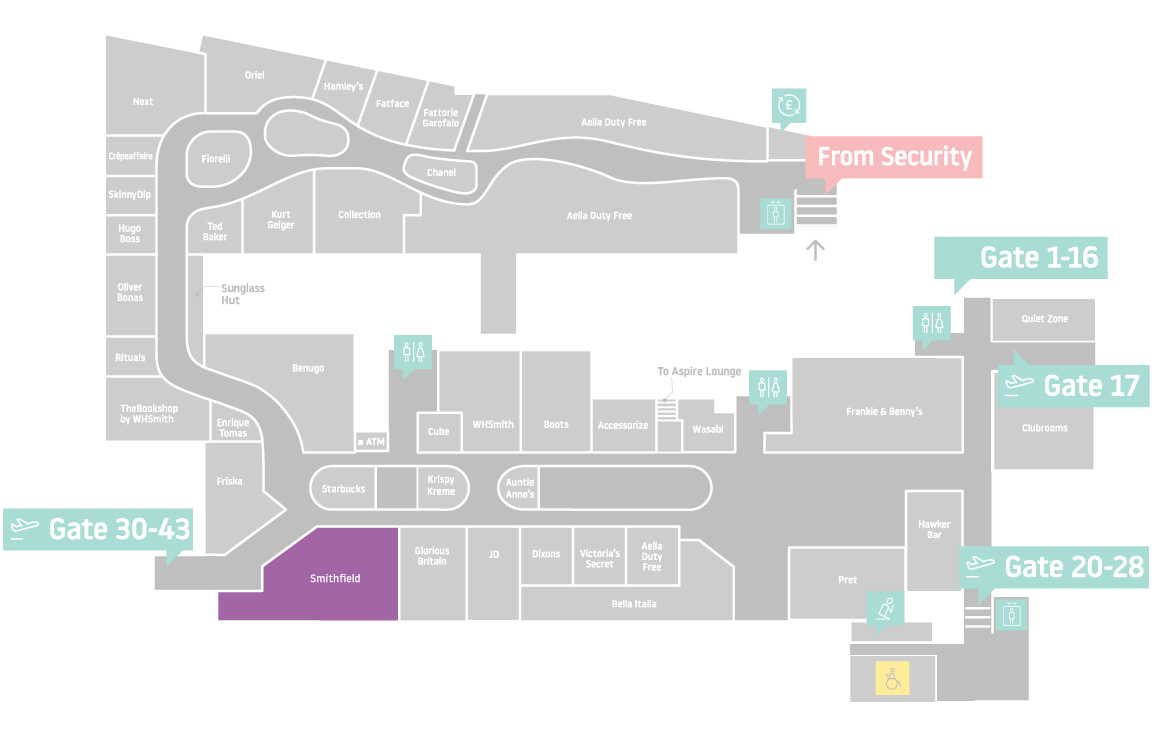 Oriel
Hamley's
Next
Fatface
Fattorie
Garofalo
Aelia Duty Free
£
From Security
Crêpeaffaire
Fiorelli
Chanel
SkinnyDip
Hugo
Boss
Ted
Baker
Kurt
Geiger
Collection
Aelia Duty Free
Gate 1-16
Oliver
Bonas
Sunglass
Hut
Quiet Zone
Rituals
Benugo
To Aspire Lounge
Gate 17
TheBookshop
by WHSmith
Enrique
Tomas
ATM
Cube
WHSmith
Boots
Accessorize
Wasabi
Frankie & Benny's
Clubrooms
Friska
Starbucks
Krispy
Kreme
Auntie
Anne's
Gate 30-43
Hawker
Bar
Smithfield
Glorious
Britain
JD
Dixons
Victoria's
Secret
Aelia
Duty
Free
Bella Italia
Pret
Gate 20-28